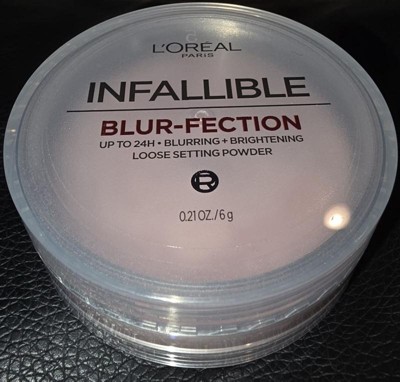 L'ORÉAL
PARIS
INFALLIBLE
BLUR-FECTION
UP TO 24H • BLURRING + BRIGHTENING
LOOSE SETTING POWDER
R
0.21 OZ./6 g